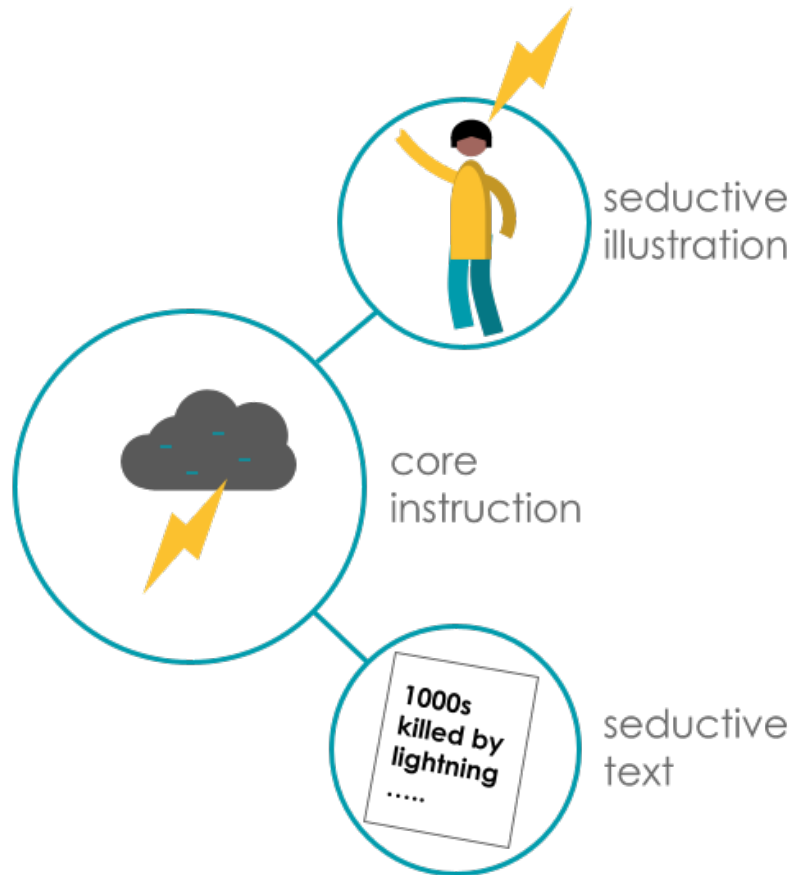 seductive
illustration
core
instruction
1000s
killed by
lightning
.....
seductive
text